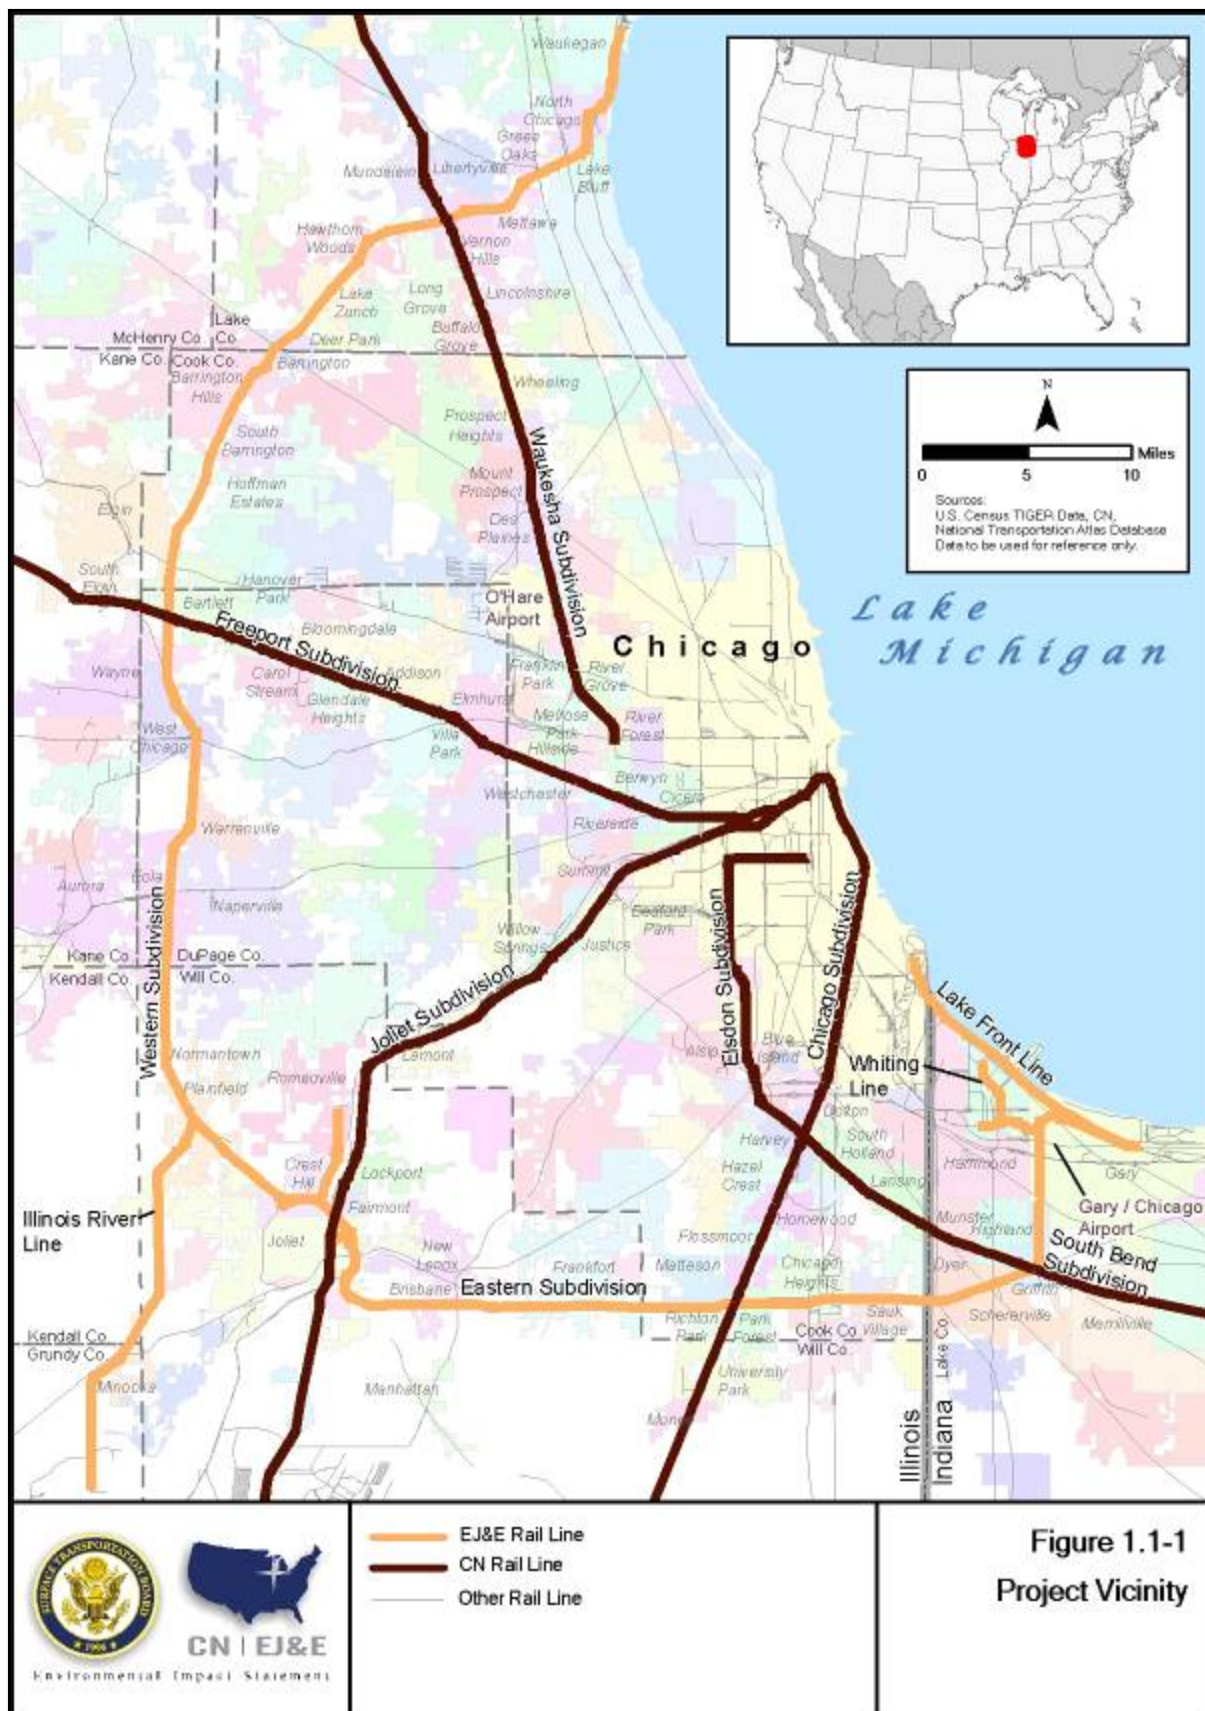 Waukegan
North
Chicago
Green
Oaks
Lake
Bluff
Mundelein
Libertyville
Mettawa
Hawthorn
Woods
Vernon
Hills
Lincolnshire
Long
Grove
Lake
Zurich
Buffalo
Grove
Deer Park
Lake
Co.
McHenry Co.
Kane Co.
Cook Co.
Barrington
Barrington
Hills
Wheeling
Prospect
Heights
South
Barrington
Mount
Prospect
Hoffman
Estates
Elgin
Des
Plaines
Waukesha Subdivision
N
0
5
10
Miles
Sources:
U.S. Census TIGER Data, CN,
National Transportation Atlas Database
Data to be used for reference only.
South
Elgin
Hanover
Park
Bartlett
O'Hare
Airport
Bloomingdale
Freeport Subdivision
Chicago
Lake
Michigan
Wayne
Carol
Stream
Addison
Glendale
Heights
Elmhurst
Franklin
Park
River
Grove
West
Chicago
Villa
Park
Melrose
Park
Hillside
River
Forest
Berwyn
Cicero
Westchester
Riverside
Warrenville
Summit
Aurora
Eola
Naperville
Bedford
Park
Willow
Springs
Justice
Kane Co.
DuPage Co.
Kendall Co.
Will Co.
Western Subdivision
Joliet Subdivision
Elsdon Subdivision
Chicago Subdivision
Lake Front Line
Normantown
Plainfield
Romeoville
Lemont
Alsip
Blue
Island
Whiting
Line
Dolton
Harvey
South
Holland
Hazel
Crest
Hammond
Gary
Crest
Hill
Lockport
Fairmont
Lansing
Gary / Chicago
Airport
Illinois River
Line
Joliet
New
Lenox
Homewood
Munster
Highland
Flossmoor
Frankfort
Matteson
Chicago
Heights
Dyer
South Bend
Subdivision
Brisbane
Eastern Subdivision
Griffith
Schererville
Merrillville
Richton
Park
Park
Forest
Sauk
Village
Cook Co.
Will Co.
Lake Co.
Kendall Co.
Grundy Co.
Minooka
Manhattan
University
Park
Monee
Illinois
Indiana
SURFACE TRANSPORTATION BOARD
1996
CN | EJ&E
Environmental Impact Statement
EJ&E Rail Line
CN Rail Line
Other Rail Line
Figure 1.1-1
Project Vicinity